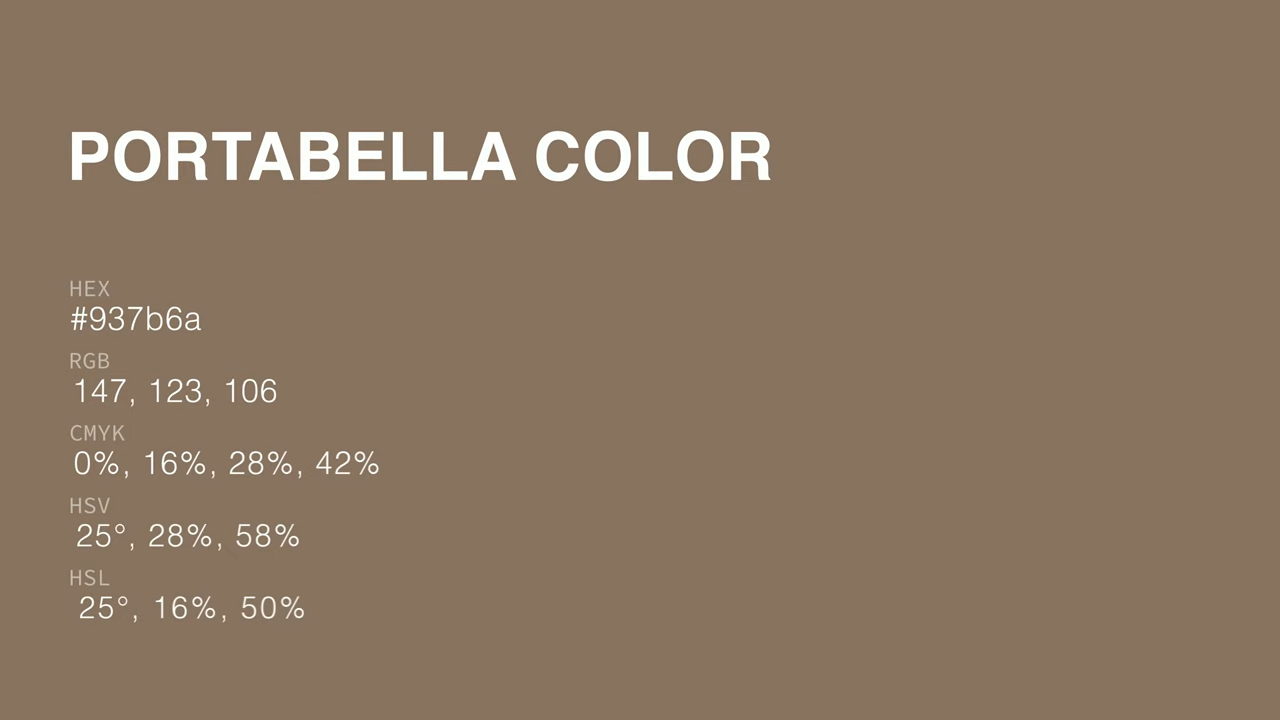 PORTABELLA COLOR
HEX
#937b6a
RGB
147, 123, 106
CMYK
0%, 16%, 28%, 42%
HSV
25°, 28%, 58%
HSL
25°, 16%, 50%